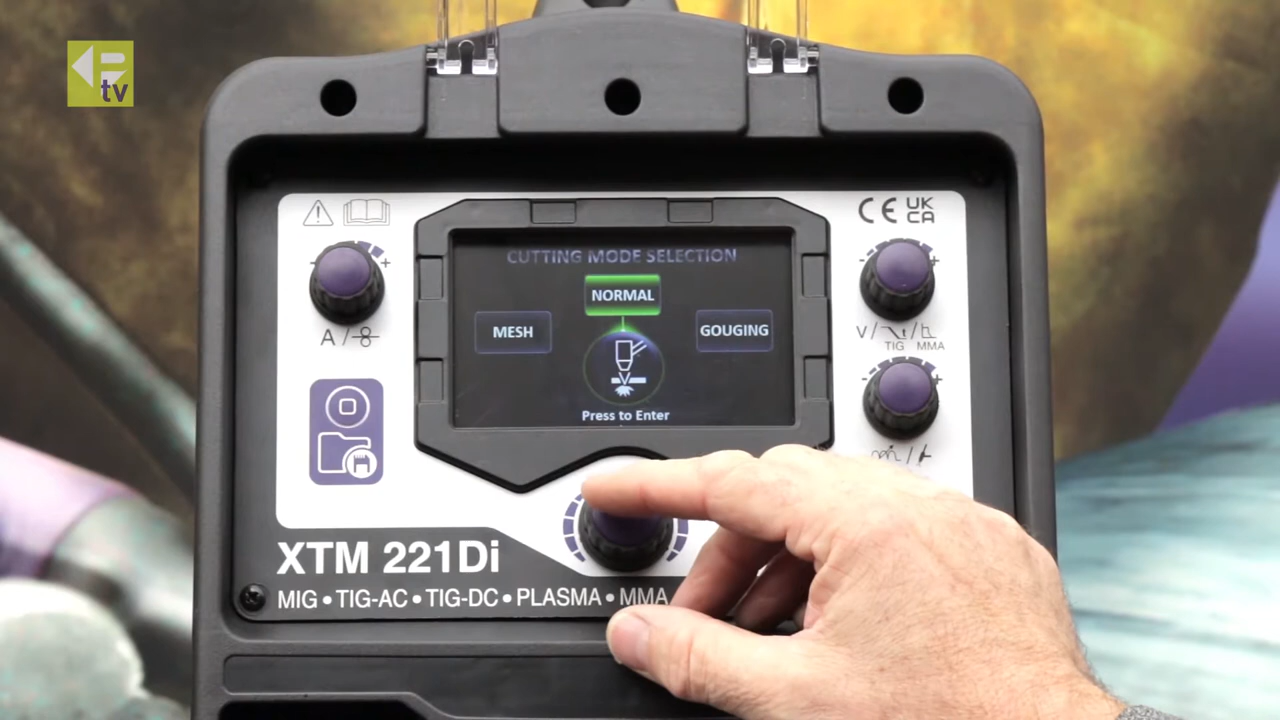 tv
CE UK
CA
CUTTING MODE SELECTION
NORMAL
MESH
GOUGING
Press to Enter
A /
V /
TIG MMA
XTM 221Di
MIG • TIG-AC • TIG-DC • PLASMA • MMA